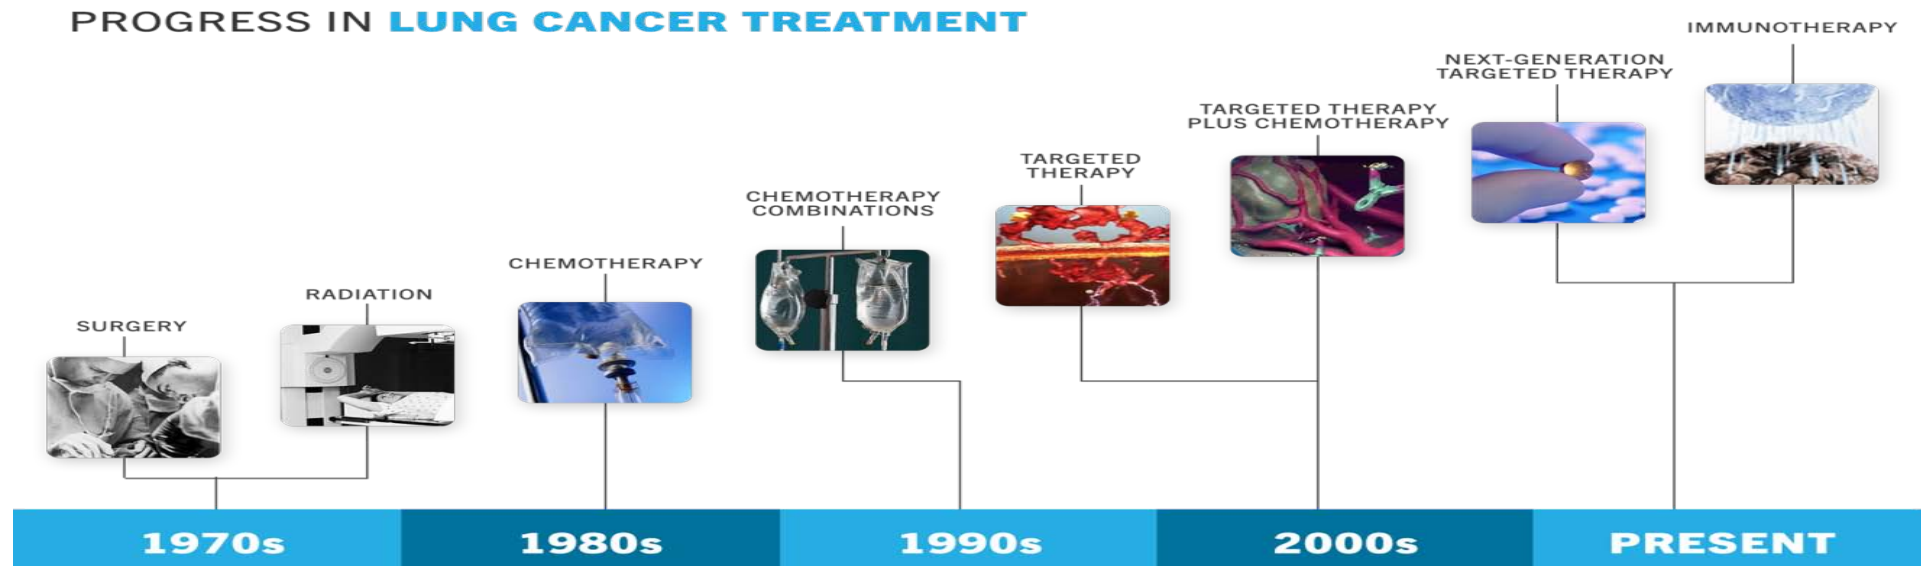 PROGRESS IN LUNG CANCER TREATMENT
SURGERY
RADIATION
CHEMOTHERAPY
CHEMOTHERAPY
COMBINATIONS
TARGETED
THERAPY
TARGETED THERAPY
PLUS CHEMOTHERAPY
NEXT-GENERATION
TARGETED THERAPY
IMMUNOTHERAPY
1970s
1980s
1990s
2000s
PRESENT